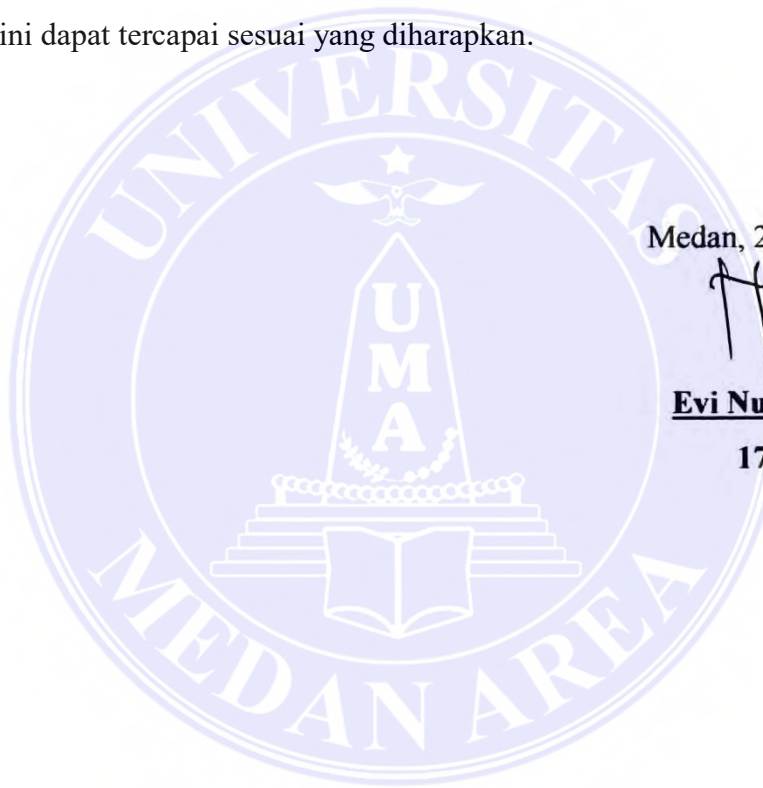 ini dapat tercapai sesuai yang diharapkan.
UNIVERSITAS
Medan, 2
U
M
A
Evi Nu
17
MEDAN AREA